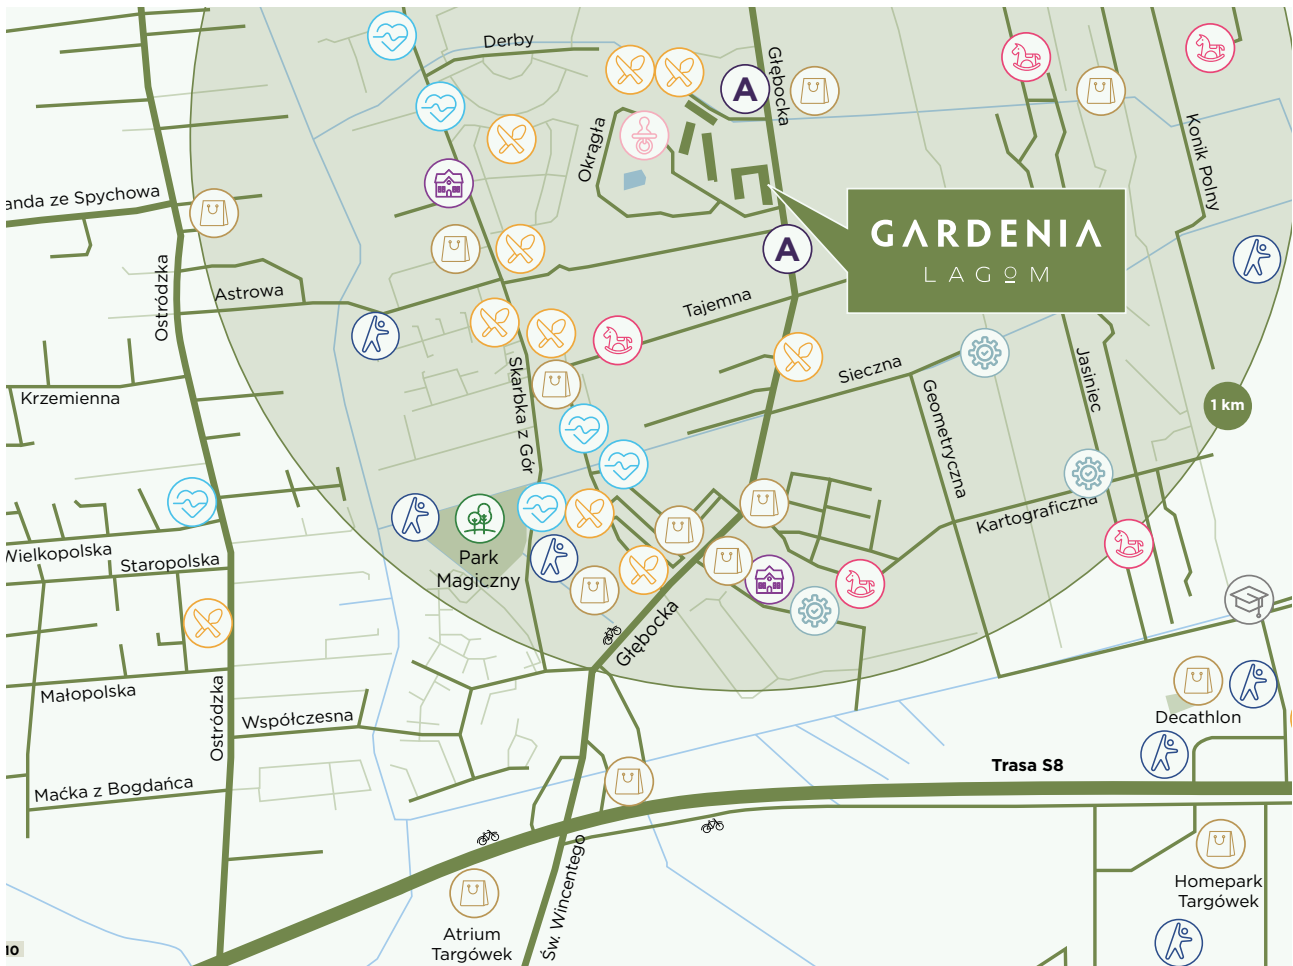 Derby
Głębocka
A
Okrągła
Konik Polny
anda ze Spychowa
GARDENIA
LAGOM
A
Ostródzka
Astrowa
Tajemna
Skarbka z Gór
Sieczna
Jasiniec
Geometryczna
Krzemienna
1 km
Kartograficzna
Wielkopolska
Staropolska
Park
Magiczny
Głębocka
Małopolska
Ostródzka
Współczesna
Decathlon
Trasa S8
Maćka z Bogdańca
Św. Wincentego
Homepark
Targówek
Atrium
Targówek
10